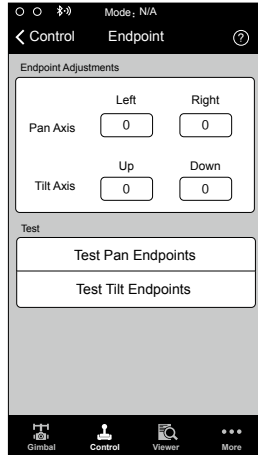 Mode: N/A
Control Endpoint ?
Endpoint Adjustments
Left Right
Pan Axis 0 0
Up Down
Tilt Axis 0 0
Test
Test Pan Endpoints
Test Tilt Endpoints
Gimbal Control Viewer More